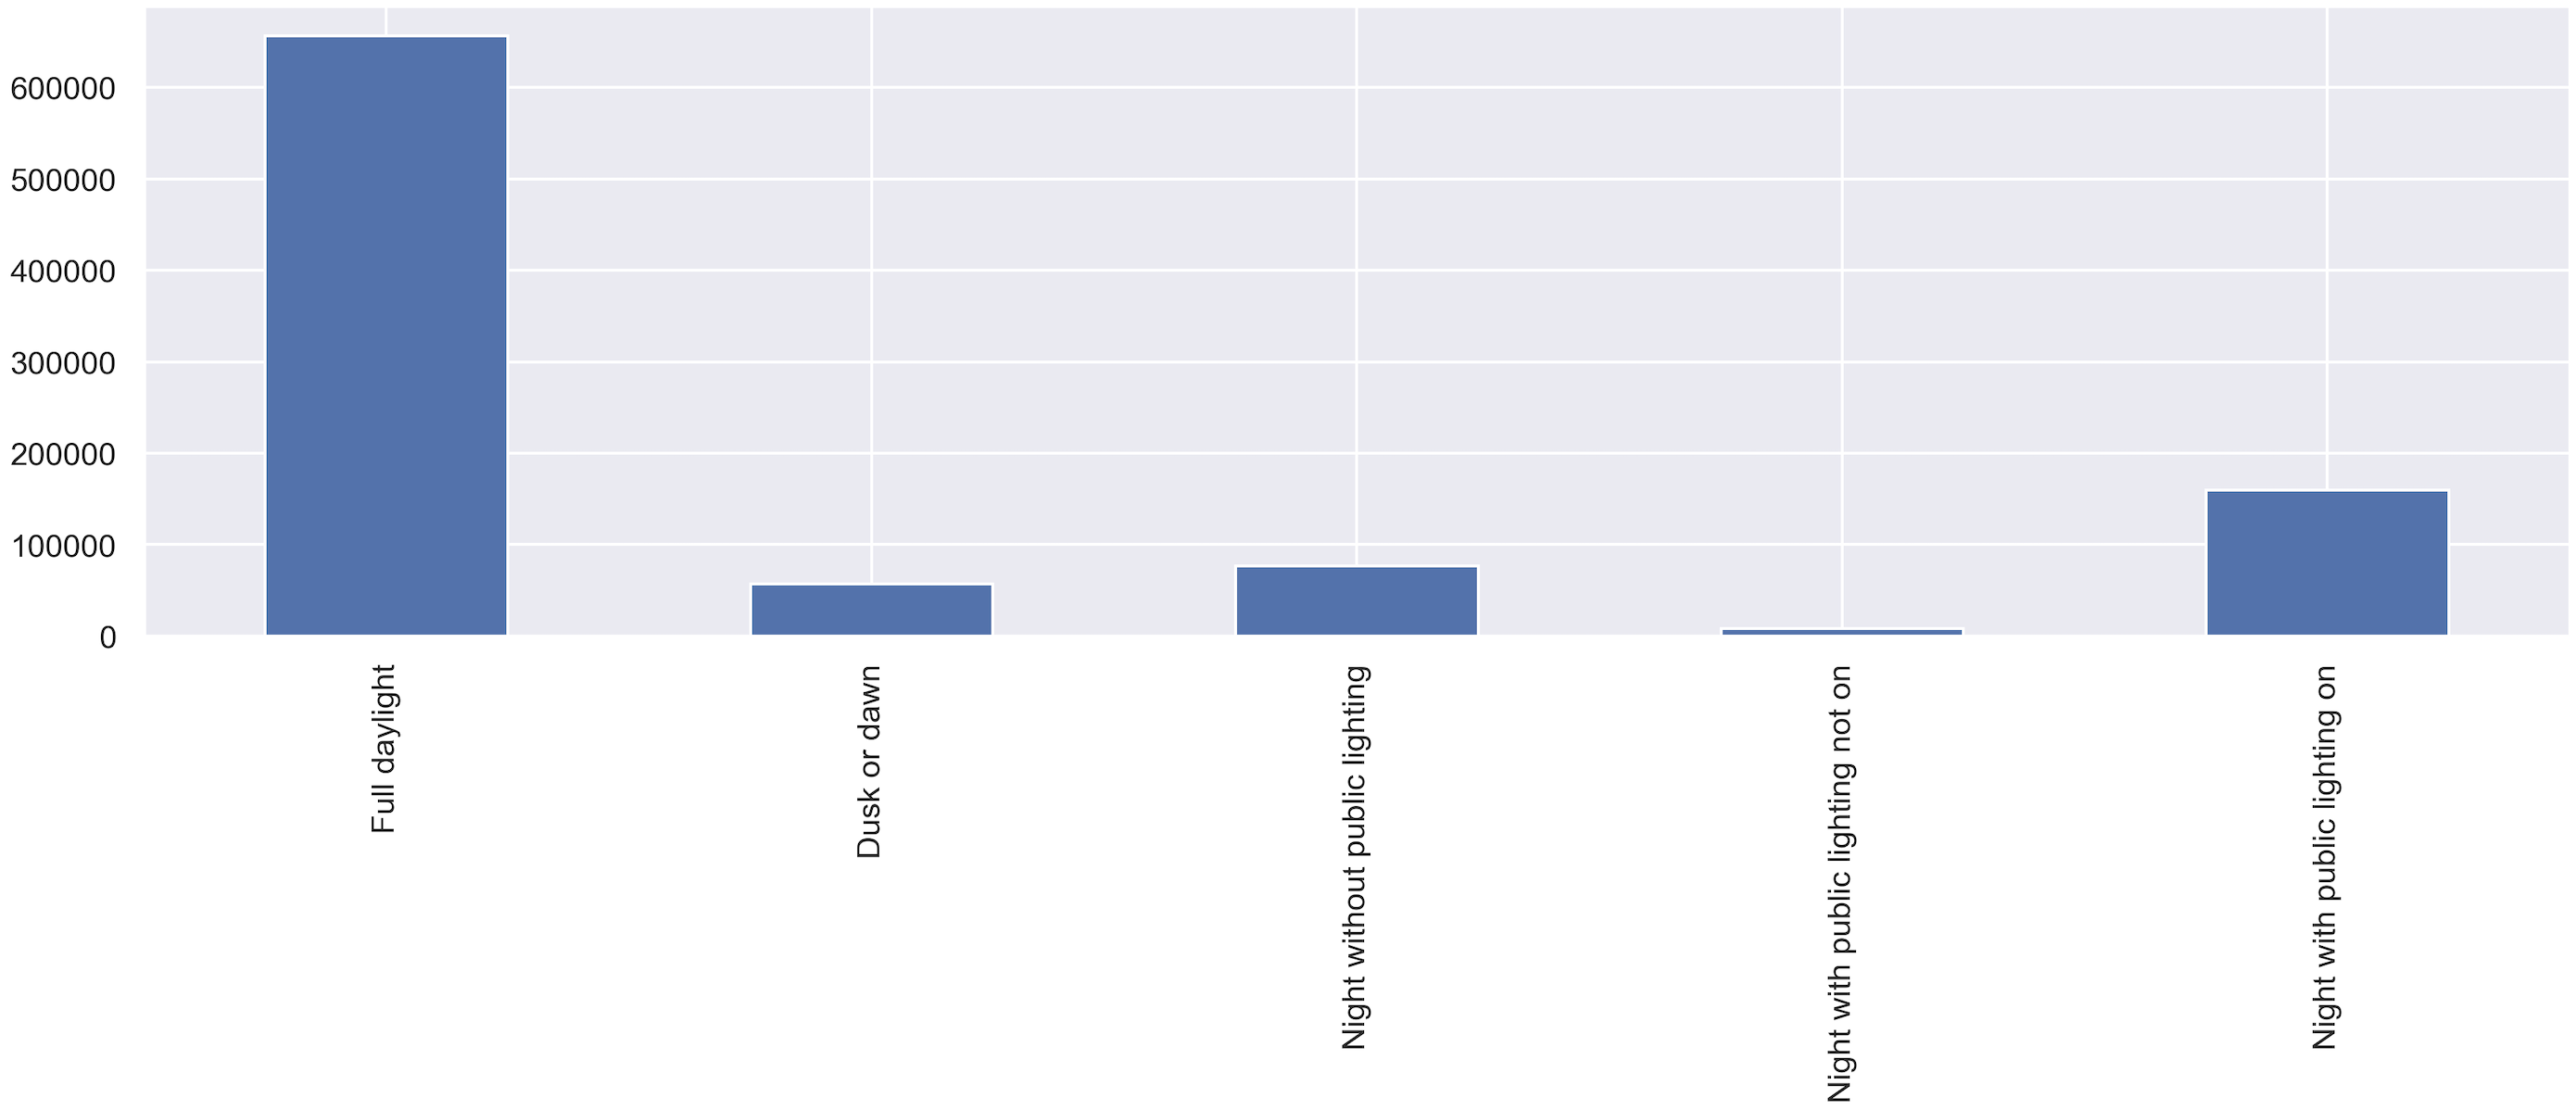 600000
500000
400000
300000
200000
100000
0
Full daylight
Dusk or dawn
Night without public lighting
Night with public lighting not on
Night with public lighting on